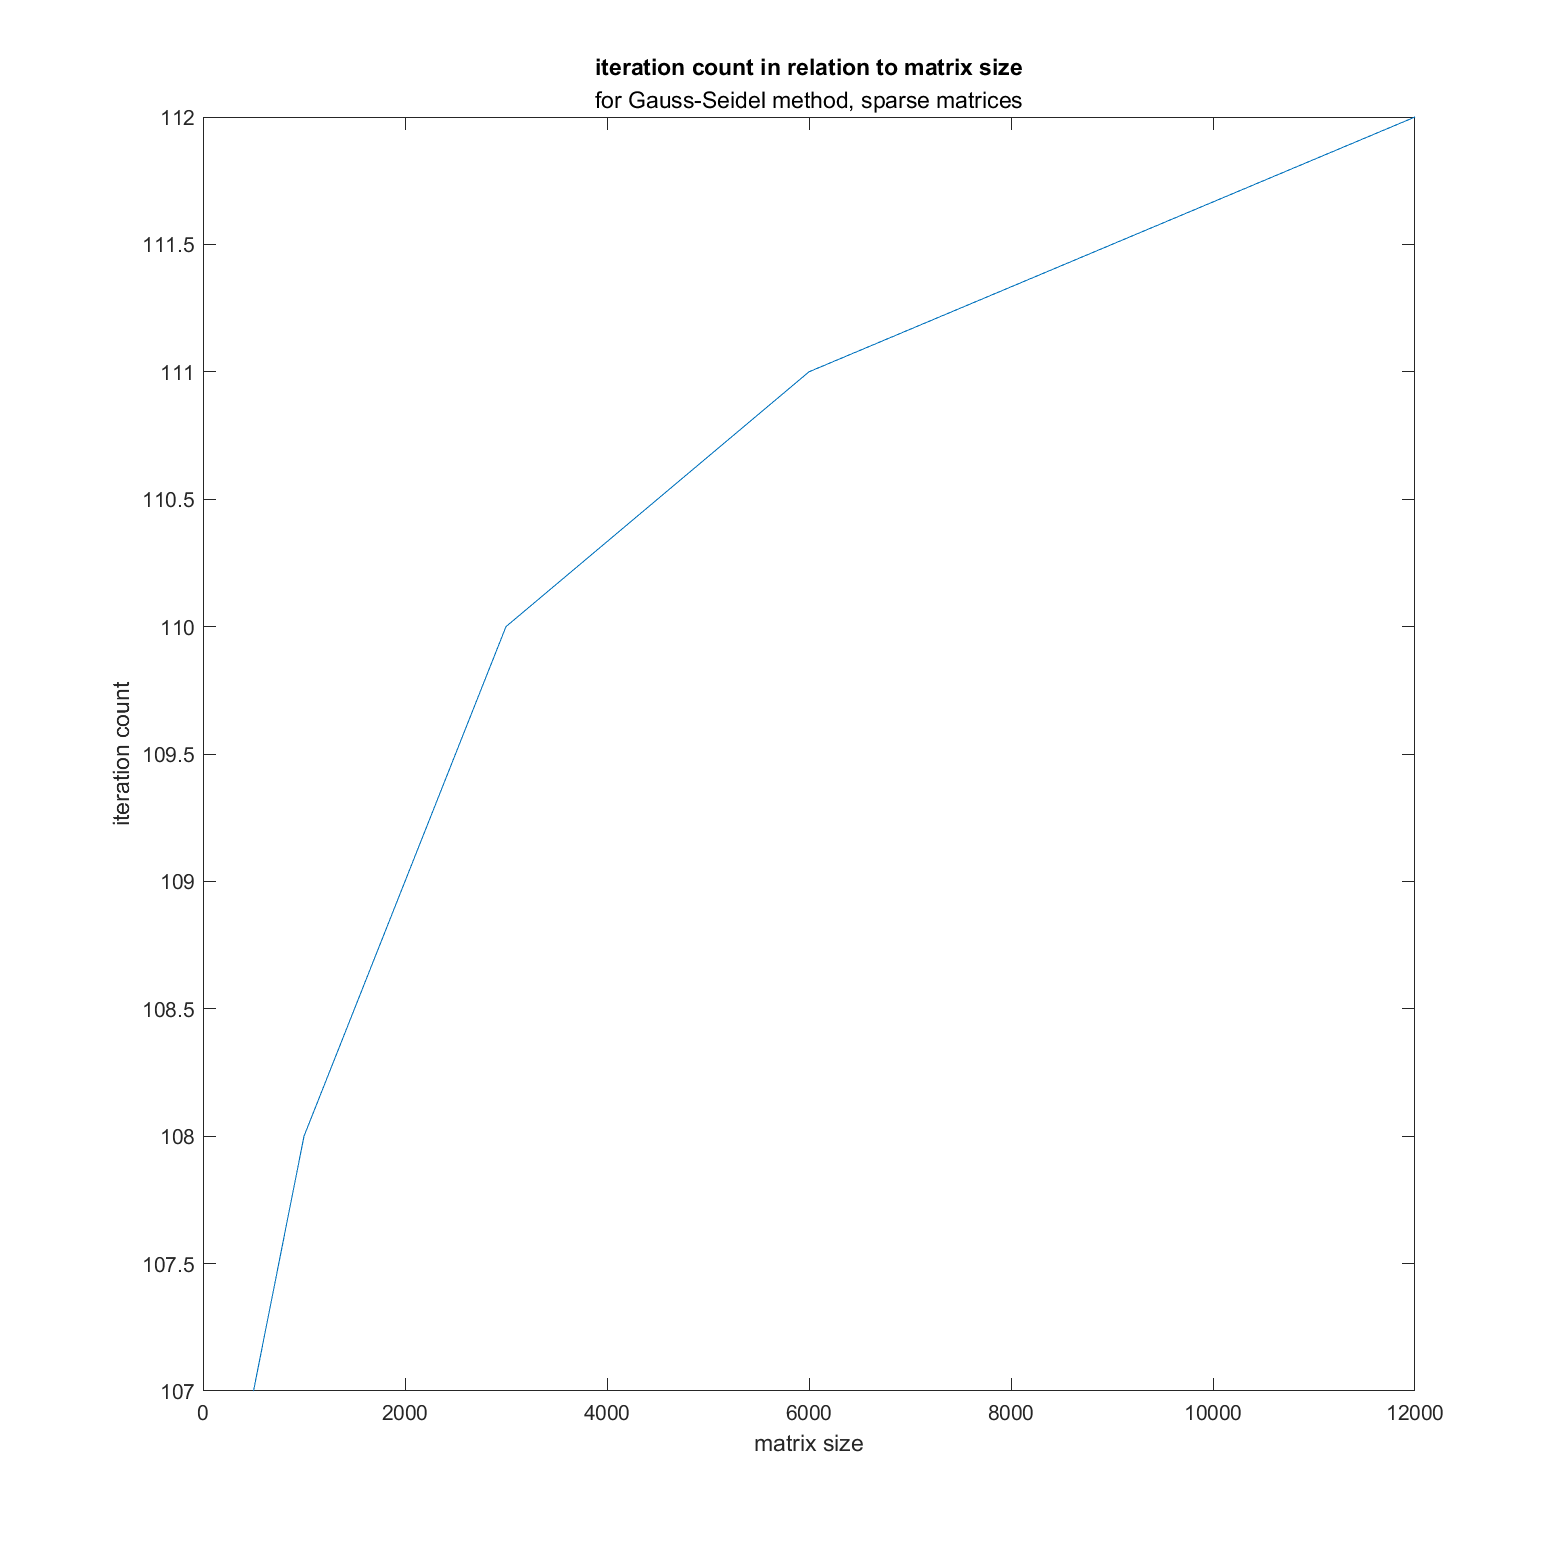 iteration count in relation to matrix size
for Gauss-Seidel method, sparse matrices
112
111.5
111
110.5
110
109.5
109
108.5
108
107.5
107
iteration count
0 2000 4000 6000 8000 10000 12000
matrix size